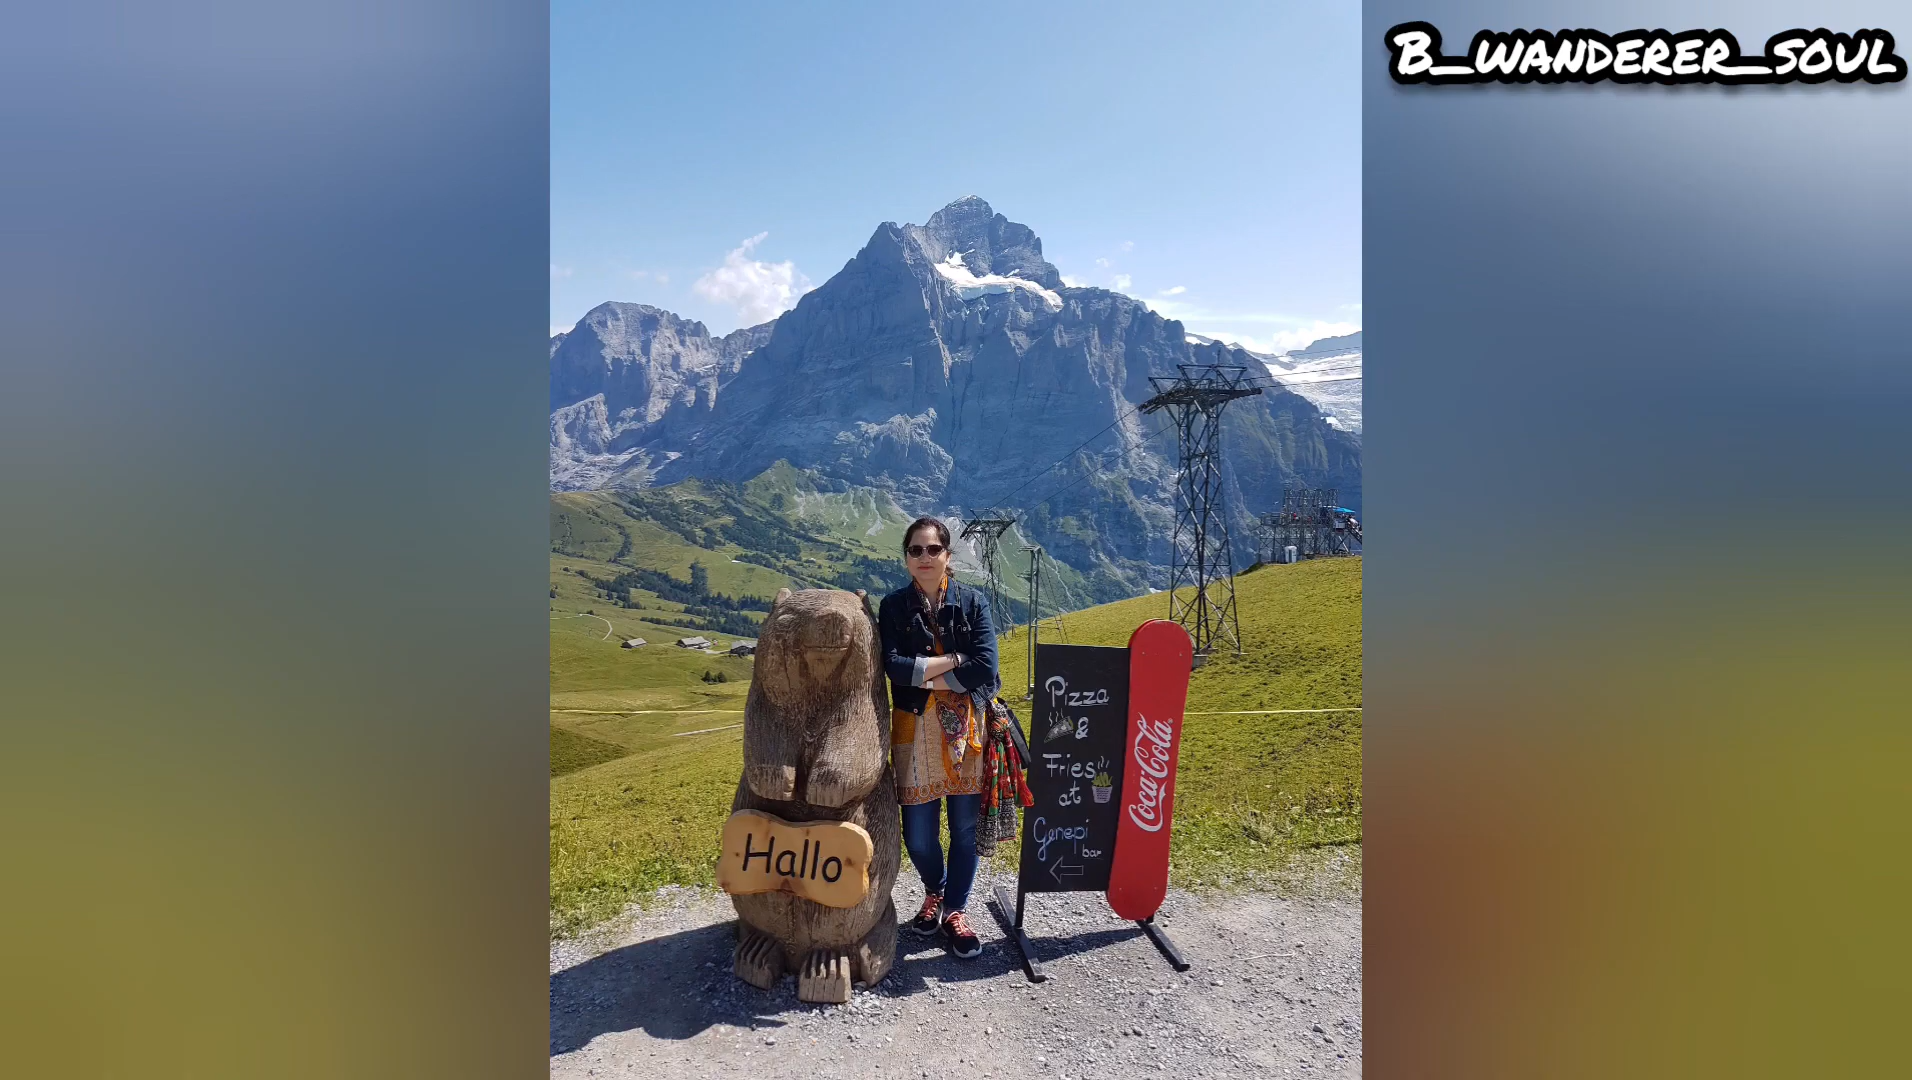 B_WANDERER_SOUL
Hallo
Pizza
&
Fries
at
Genepi
bar
Coca-Cola